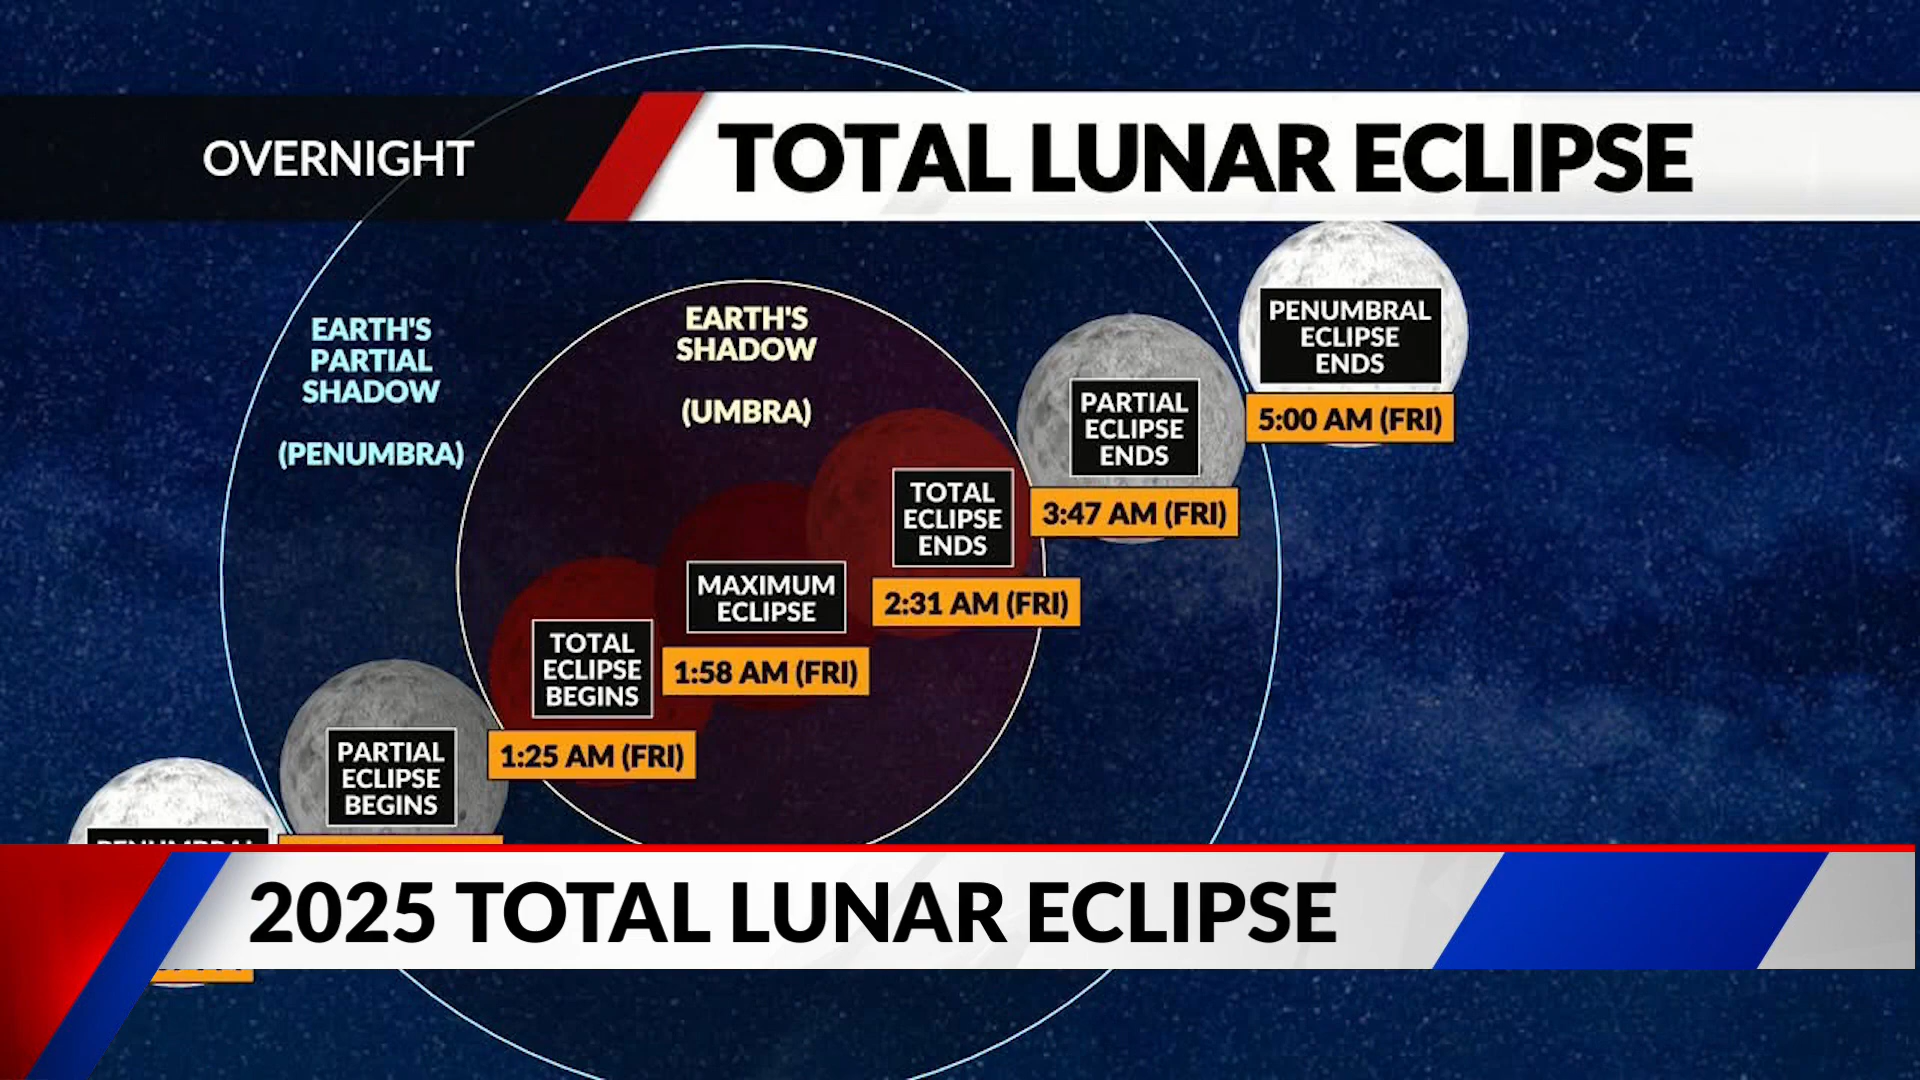 OVERNIGHT
TOTAL LUNAR ECLIPSE
EARTH'S
PARTIAL
SHADOW
(PENUMBRA)
EARTH'S
SHADOW
(UMBRA)
PENUMBRAL
ECLIPSE
ENDS
5:00 AM (FRI)
PARTIAL
ECLIPSE
ENDS
3:47 AM (FRI)
TOTAL
ECLIPSE
ENDS
2:31 AM (FRI)
MAXIMUM
ECLIPSE
1:58 AM (FRI)
TOTAL
ECLIPSE
BEGINS
1:25 AM (FRI)
PARTIAL
ECLIPSE
BEGINS
PENUMBRAL
2025 TOTAL LUNAR ECLIPSE